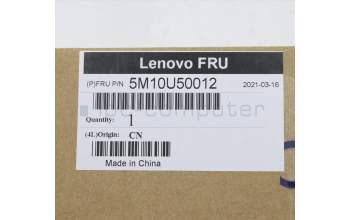 Lenovo FRU
(P)FRU P/N 5M10U50012 2021-03-16
Quantity: 1
(4L)Origin: CN
Made in China